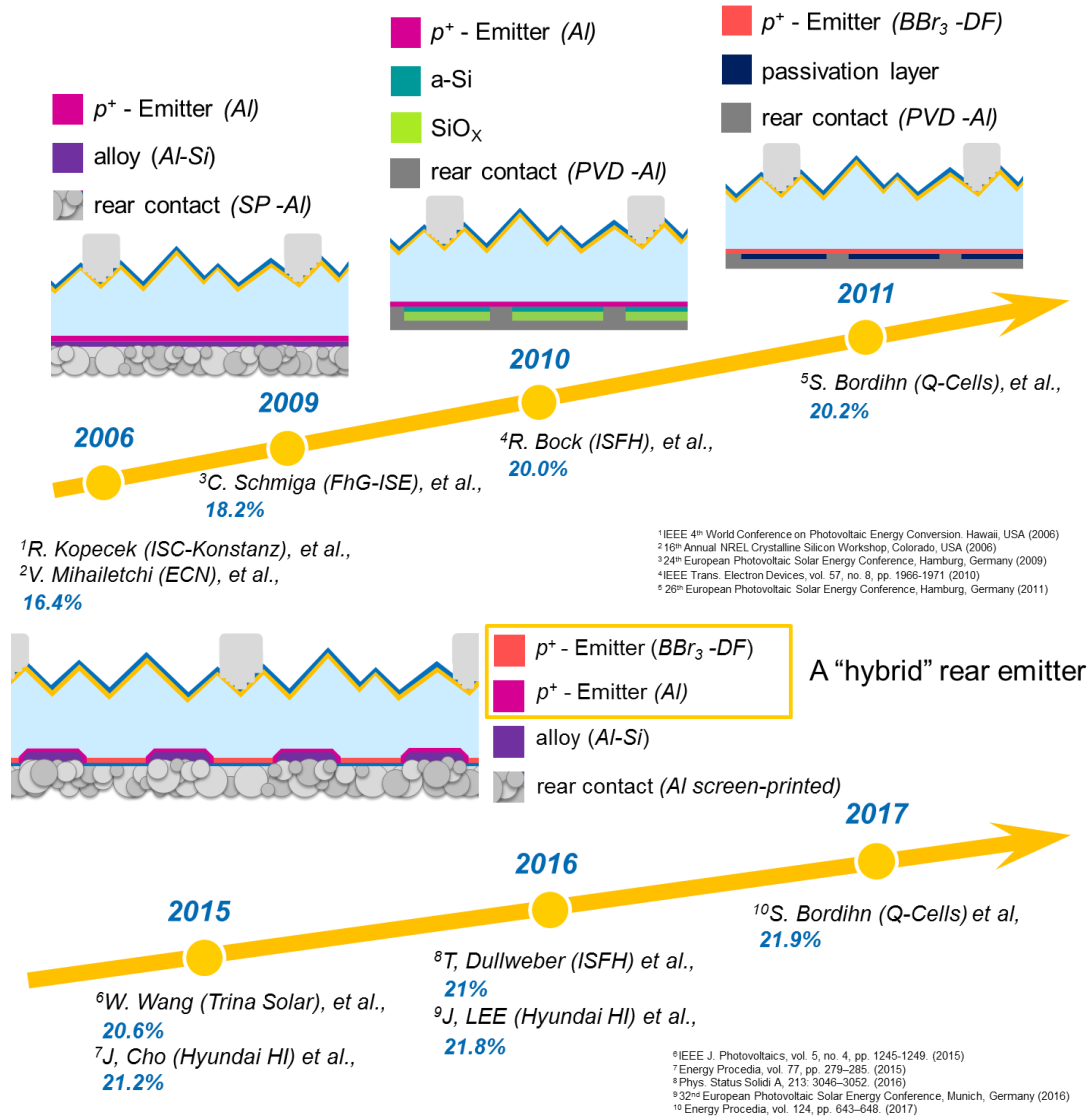 p+ - Emitter (Al)
alloy (Al-Si)
rear contact (SP -Al)
p+ - Emitter (Al)
a-Si
SiOX
rear contact (PVD -Al)
p+ - Emitter (BBr3 -DF)
passivation layer
rear contact (PVD -Al)
2006
2009
2010
2011
1R. Kopecek (ISC-Konstanz), et al.,
2V. Mihailetchi (ECN), et al.,
16.4%
3C. Schmiga (FhG-ISE), et al.,
18.2%
4R. Bock (ISFH), et al.,
20.0%
5S. Bordihn (Q-Cells), et al.,
20.2%
1 IEEE 4th World Conference on Photovoltaic Energy Conversion. Hawaii, USA (2006)
2 16th Annual NREL Crystalline Silicon Workshop, Colorado, USA (2006)
3 24th European Photovoltaic Solar Energy Conference, Hamburg, Germany (2009)
4 IEEE Trans. Electron Devices, vol. 57, no. 8, pp. 1966-1971 (2010)
5 26th European Photovoltaic Solar Energy Conference, Hamburg, Germany (2011)
p+ - Emitter (BBr3 -DF)
p+ - Emitter (Al)
alloy (Al-Si)
rear contact (Al screen-printed)
A “hybrid” rear emitter
2015
2016
2017
6W. Wang (Trina Solar), et al.,
20.6%
7J, Cho (Hyundai HI) et al.,
21.2%
8T, Dullweber (ISFH) et al.,
21%
9J, LEE (Hyundai HI) et al.,
21.8%
10S. Bordihn (Q-Cells) et al,
21.9%
6 IEEE J. Photovoltaics, vol. 5, no. 4, pp. 1245-1249. (2015)
7 Energy Procedia, vol. 77, pp. 279–285. (2015)
8 Phys. Status Solidi A, 213: 3046–3052. (2016)
9 32nd European Photovoltaic Solar Energy Conference, Munich, Germany (2016)
10 Energy Procedia, vol. 124, pp. 643–648. (2017)